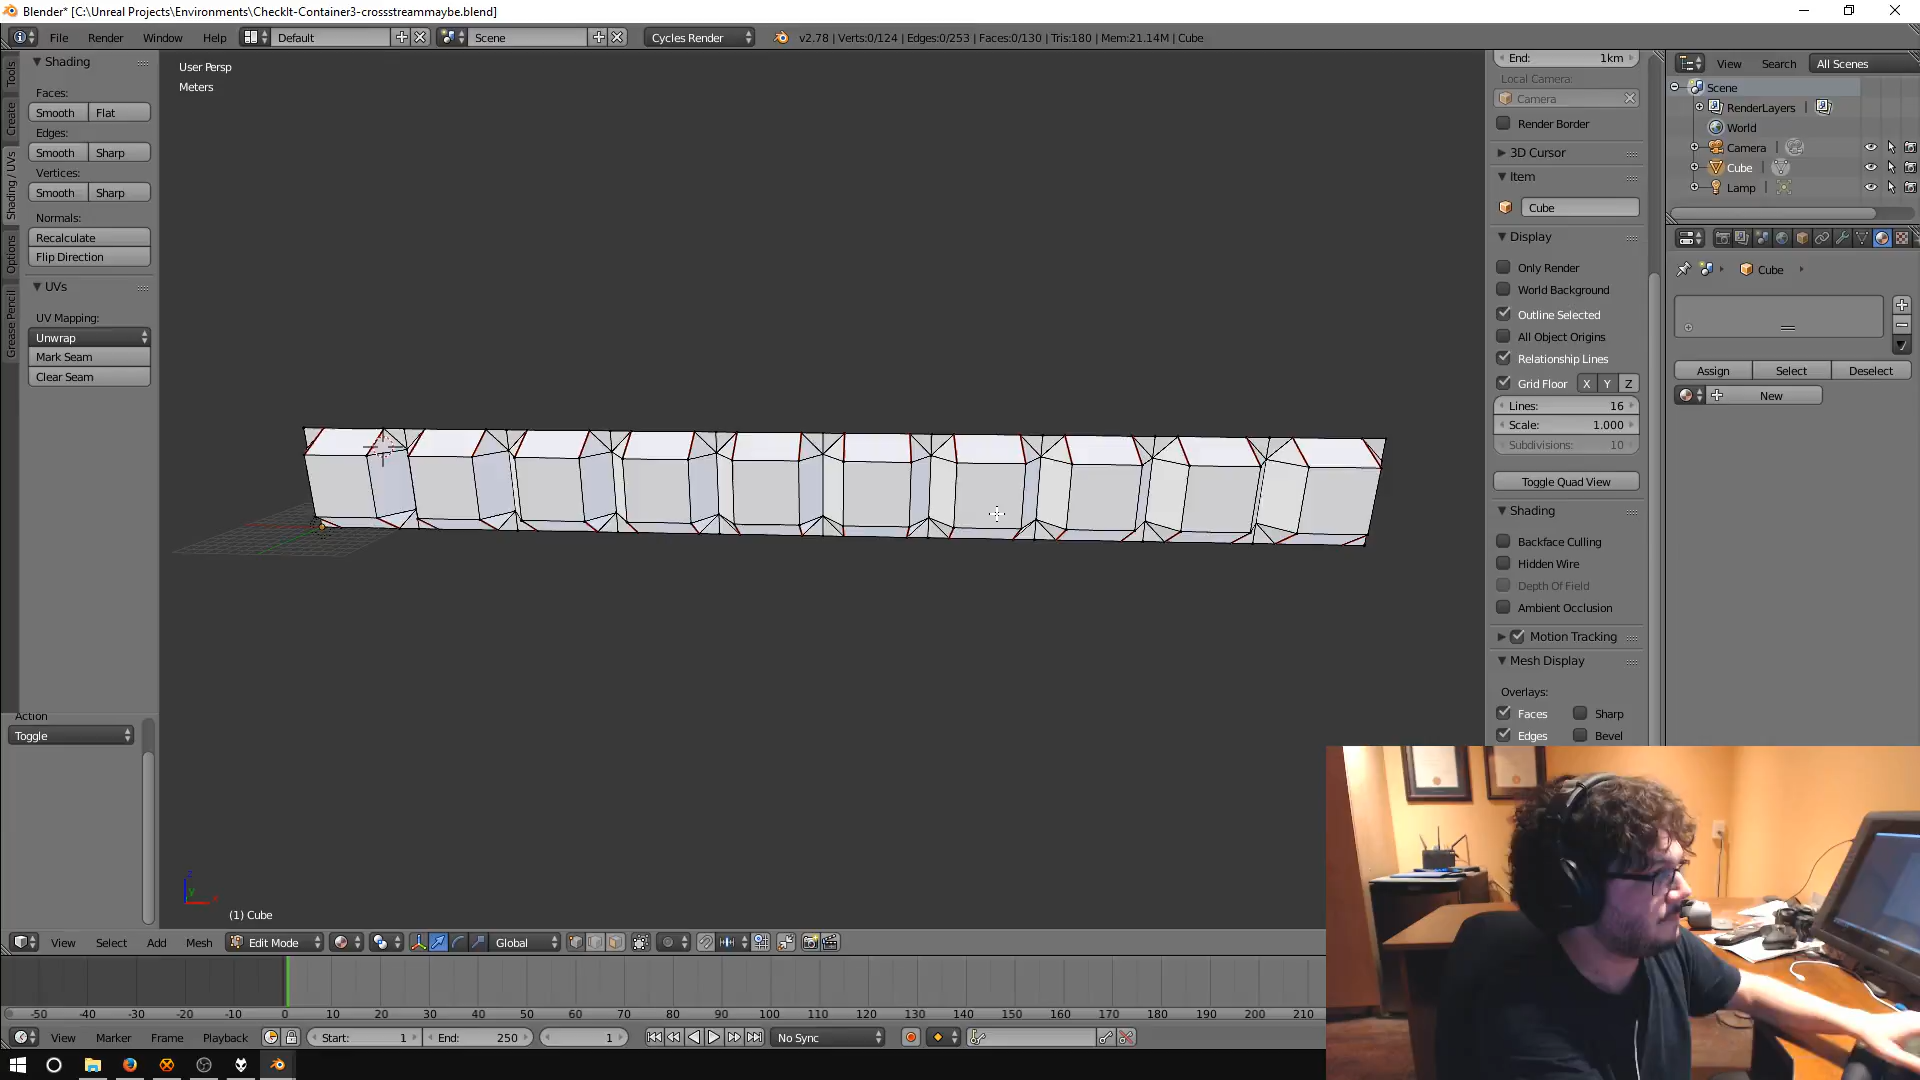 Blender* [C:\Unreal Projects\Environments\CheckIt-Container3-crossstreammaybe.blend]
File Render Window Help Default Scene Cycles Render v2.78 | Verts:0/124 | Edges:0/253 | Faces:0/130 | Tris:180 | Mem:21.14M | Cube
Tools
Create
Shading / UVs
Options
Grease Pencil
Shading
Faces:
Smooth Flat
Edges:
Smooth Sharp
Vertices:
Smooth Sharp
Normals:
Recalculate
Flip Direction
UVs
UV Mapping:
Unwrap
Mark Seam
Clear Seam
Action
Toggle
User Persp
Meters
(1) Cube
End: 1km
Local Camera:
Camera
Render Border
3D Cursor
Item
Cube
Display
Only Render
World Background
Outline Selected
All Object Origins
Relationship Lines
Grid Floor X Y Z
Lines: 16
Scale: 1.000
Subdivisions: 10
Toggle Quad View
Shading
Backface Culling
Hidden Wire
Depth Of Field
Ambient Occlusion
Motion Tracking
Mesh Display
Overlays:
Faces Sharp
Edges Bevel
View Search All Scenes
Scene
RenderLayers |
World
Camera |
Cube |
Lamp |
Cube
Assign Select Deselect
New
View Select Add Mesh Edit Mode Global
-50 -40 -30 -20 -10 0 10 20 30 40 50 60 70 80 90 100 110 120 130 140 150 160 170 180 190 200 210
View Marker Frame Playback Start: 1 End: 250 1 No Sync